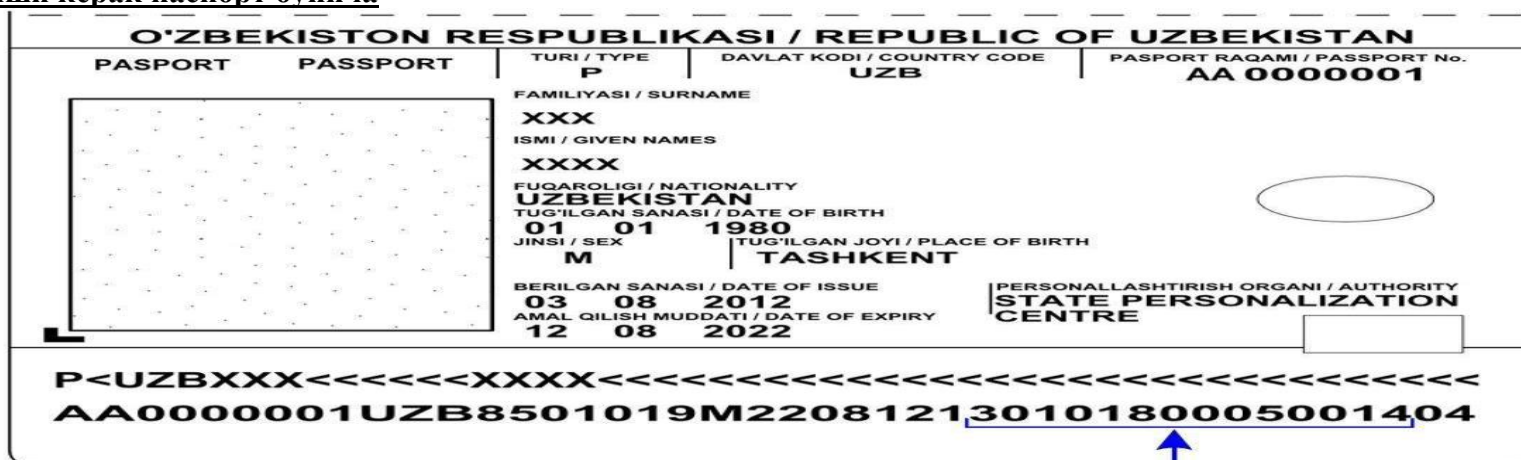 керак паспорт
O'ZBEKISTON RESPUBLIKASI / REPUBLIC OF UZBEKISTAN
PASPORT PASSPORT
TURI / TYPE
P
DAVLAT KODI / COUNTRY CODE
UZB
PASPORT RAQAMI / PASSPORT No.
AA 0000001
FAMILIYASI / SURNAME
XXX
ISMI / GIVEN NAMES
XXXX
FUQAROLIGI / NATIONALITY
UZBEKISTAN
TUG'ILGAN SANASI / DATE OF BIRTH
01 01 1980
JINSI / SEX
M
TUG'ILGAN JOYI / PLACE OF BIRTH
TASHKENT
BERILGAN SANASI / DATE OF ISSUE
03 08 2012
AMAL QILISH MUDDATI / DATE OF EXPIRY
12 08 2022
PERSONALLASHTIRISH ORGANI / AUTHORITY
STATE PERSONALIZATION
CENTRE
P<UZBXXX<<<<<<XXXX<<<<<<<<<<<<<<<<<<<<<<<<<<<<<<<<
AA0000001UZB8501019M22081213010180005001404